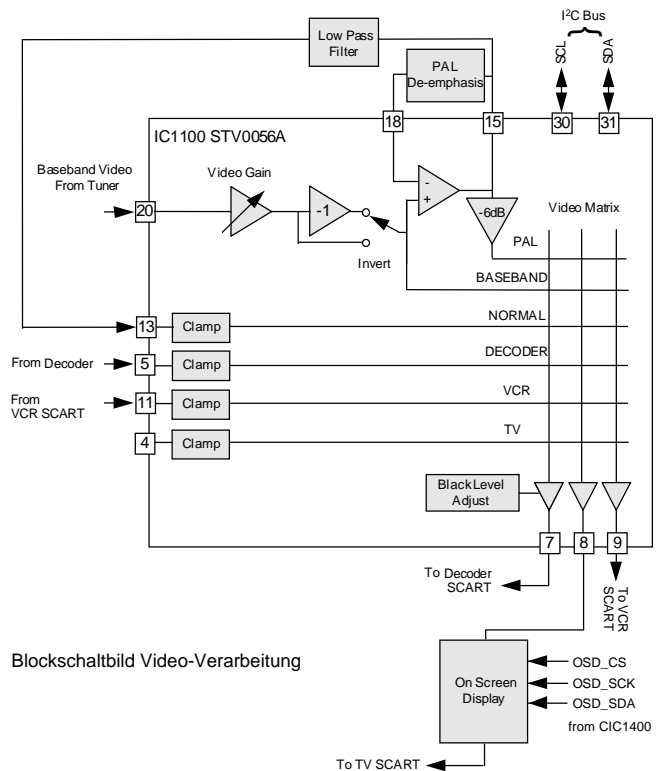 Low Pass
Filter
I²C Bus
SCL
SDA
PAL
De-emphasis
18
15
30
31
IC1100 STV0056A
Baseband Video
From Tuner
Video Gain
20
-1
-
+
-6dB
Video Matrix
Invert
PAL
BASEBAND
13
Clamp
NORMAL
From Decoder
5
Clamp
DECODER
From
VCR SCART
11
Clamp
VCR
4
Clamp
TV
Black Level
Adjust
7
8
9
To Decoder
SCART
To VCR
SCART
Blockschaltbild Video-Verarbeitung
On Screen
Display
OSD_CS
OSD_SCK
OSD_SDA
from CIC1400
To TV SCART